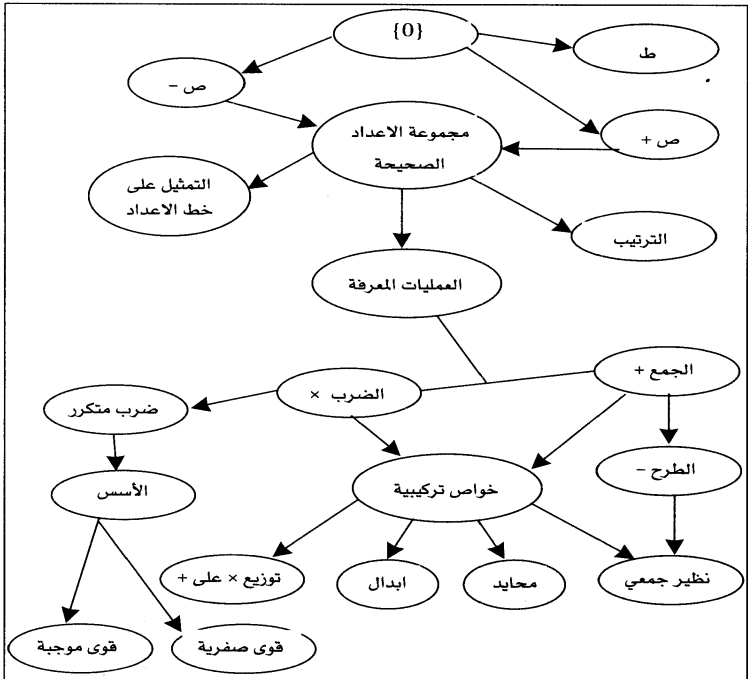 {0}
ط
ص –
مجموعة الاعداد
الصحيحة
ص +
التمثيل على
خط الاعداد
الترتيب
العمليات المعرفة
الجمع +
الضرب ×
ضرب متكرر
الطرح –
خواص تركيبية
الأسس
نظير جمعي
محايد
ابدال
توزيع × على +
قوى صفرية
قوى موجبة